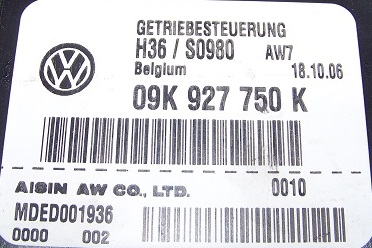 GETRIEBESTEUERUNG
H36 / S0980 AW7
Belgium 18.10.06
09K 927 750 K
AISIN AW CO., LTD. 0010
MDED001936
0000 002